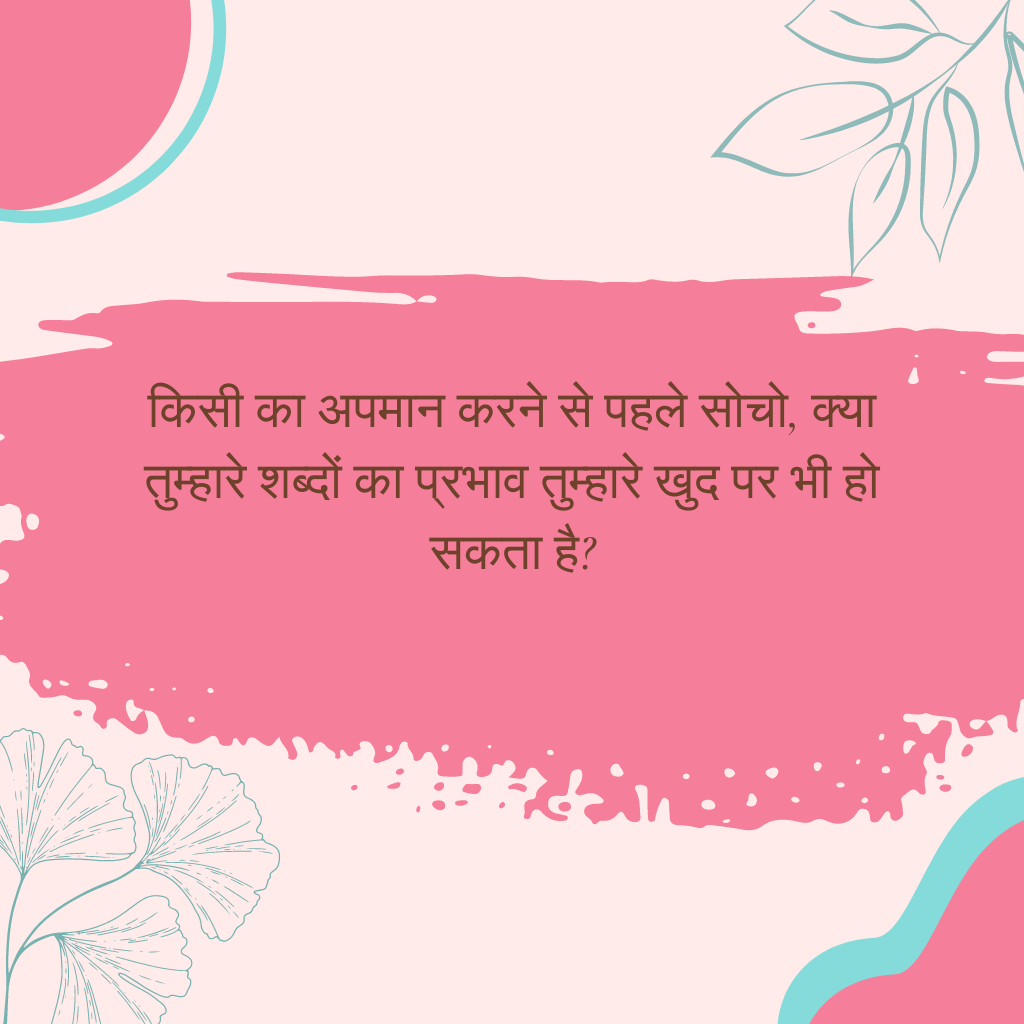 किसी का अपमान करने से पहले सोचो, क्या
तुम्हारे शब्दों का प्रभाव तुम्हारे खुद पर भी हो
सकता है?